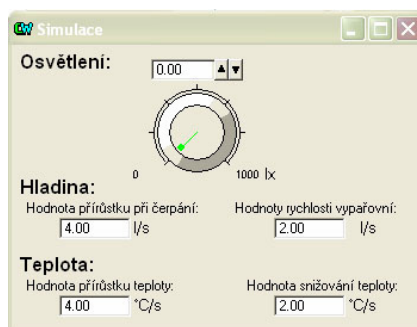 CW Simulace
Osvětlení: 0.00
0 1000 lx
Hladina:
Hodnota přírůstku při čerpání: Hodnoty rychlosti vypařovní:
4.00 l/s 2.00 l/s
Teplota:
Hodnota přírůstku teploty: Hodnota snižování teploty:
4.00 °C/s 2.00 °C/s